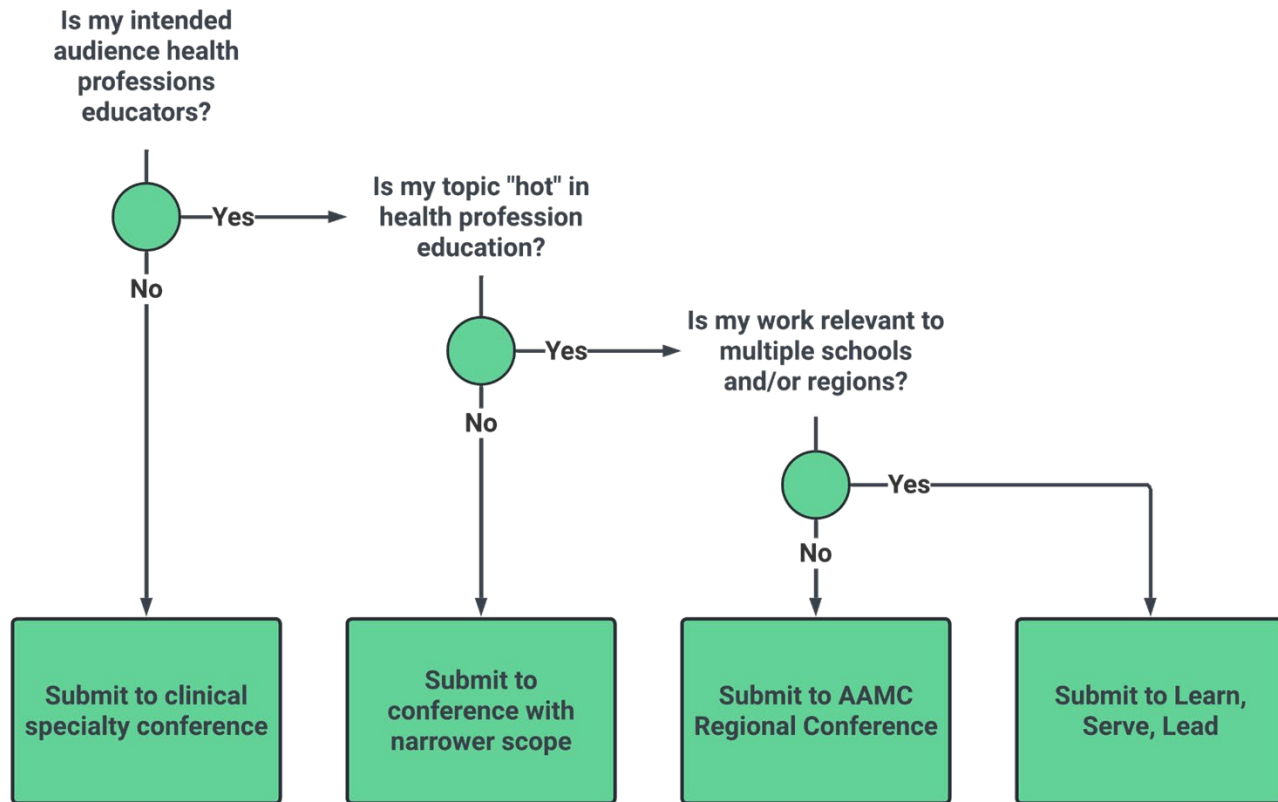 Is my intended
audience health
professions
educators?
Yes
No
Is my topic "hot" in
health profession
education?
Yes
No
Is my work relevant to
multiple schools
and/or regions?
Yes
No
Submit to clinical
specialty conference
Submit to
conference with
narrower scope
Submit to AAMC
Regional Conference
Submit to Learn,
Serve, Lead